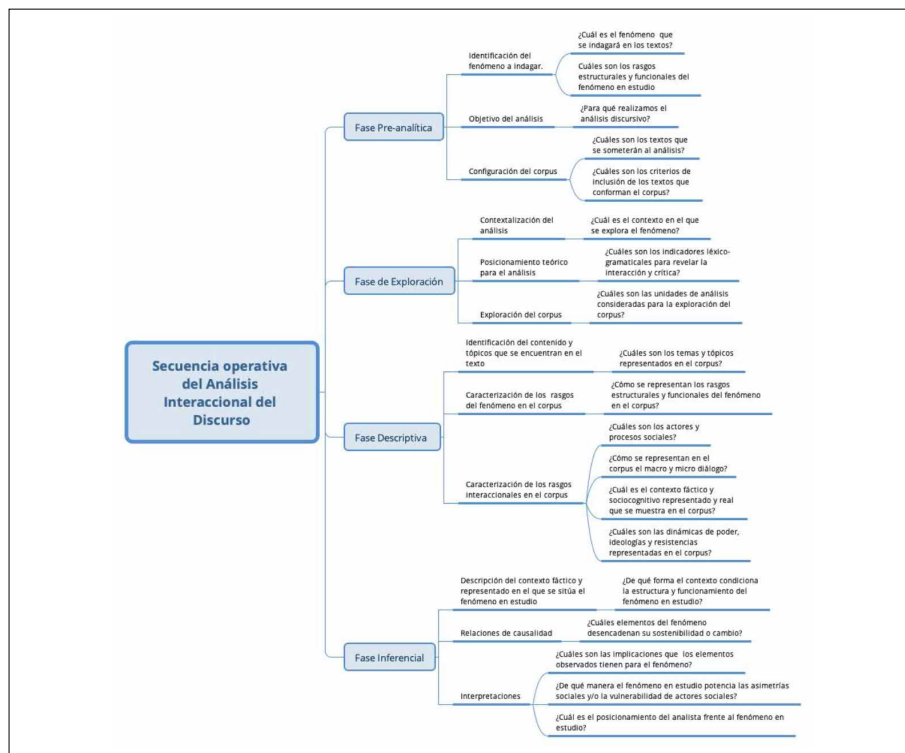 Secuencia operativa
del Análisis
Interaccional del
Discurso
Fase Pre-analítica
Identificación del
fenómeno a indagar.
¿Cuál es el fenómeno que
se indagará en los textos?
Cuáles son los rasgos
estructurales y funcionales del
fenómeno en estudio
Objetivo del análisis
¿Para qué realizamos el
análisis discursivo?
Configuración del corpus
¿Cuáles son los textos que
se someterán al análisis?
¿Cuáles son los criterios de
inclusión de los textos que
conforman el corpus?
Fase de Exploración
Contextalización del
análisis
¿Cuál es el contexto en el que
se explora el fenómeno?
Posicionamiento teórico
para el análisis
¿Cuáles son los indicadores léxico-
gramaticales para revelar la
interacción y crítica?
Exploración del corpus
¿Cuáles son las unidades de análisis
consideradas para la exploración del
corpus?
Fase Descriptiva
Identificación del contenido y
tópicos que se encuentran en el
texto
¿Cuáles son los temas y tópicos
representados en el corpus?
Caracterización de los rasgos
del fenómeno en el corpus
¿Cómo se representan los rasgos
estructurales y funcionales del fenómeno
en el corpus?
Caracterización de los rasgos
interaccionales en el corpus
¿Cuáles son los actores y
procesos sociales?
¿Cómo se representan en el
corpus el macro y micro diálogo?
¿Cuál es el contexto fáctico y
sociocognitivo representado y real
que se muestra en el corpus?
¿Cuáles son las dinámicas de poder,
ideologías y resistencias
representadas en el corpus?
Fase Inferencial
Descripción del contexto fáctico y
representado en el que se sitúa el
fenómeno en estudio
¿De qué forma el contexto condiciona
la estructura y funcionamiento del
fenómeno en estudio?
Relaciones de causalidad
¿Cuáles elementos del fenómeno
desencadenan su sostenibilidad o cambio?
Interpretaciones
¿Cuáles son las implicaciones que los elementos
observados tienen para el fenómeno?
¿De qué manera el fenómeno en estudio potencia las asimetrías
sociales y/o la vulnerabilidad de actores sociales?
¿Cuál es el posicionamiento del analista frente al fenómeno en
estudio?